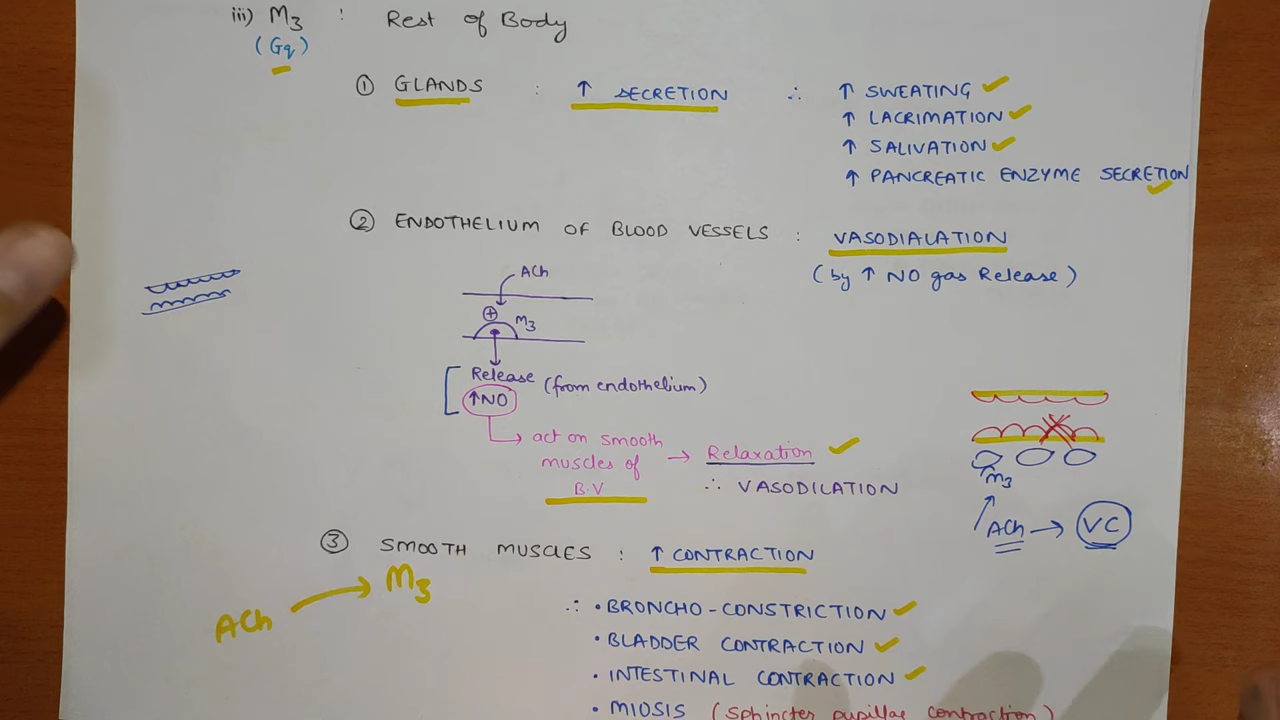 iii) M3 : Rest of Body
(Gq)
① GLANDS : ↑ SECRETION ∴ ↑ SWEATING
↑ LACRIMATION
↑ SALIVATION
↑ PANCREATIC ENZYME SECRETION
② ENDOTHELIUM OF BLOOD VESSELS : VASODIALATION
(by ↑ NO gas Release)
ACh
⊕ M3
Release (from endothelium)
↑NO
→ act on smooth muscles of B.V → Relaxation
∴ VASODILATION
M3
ACh → VC
③ SMOOTH MUSCLES : ↑ CONTRACTION
ACh → M3
∴ • BRONCHO-CONSTRICTION
• BLADDER CONTRACTION
• INTESTINAL CONTRACTION
• MIOSIS (Sphincter pupillae contraction)